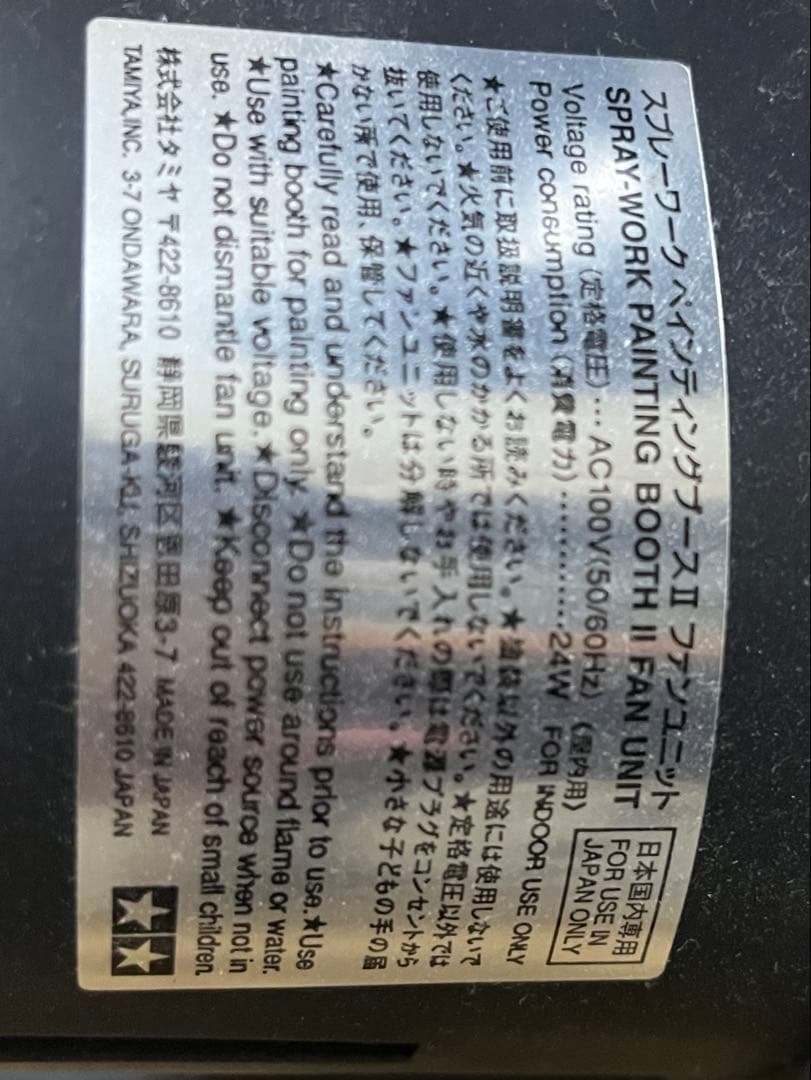 スプレーワーク ペインティングブースⅡ ファンユニット
SPRAY-WORK PAINTING BOOTH II FAN UNIT
日本国内専用
FOR USE IN
JAPAN ONLY
Voltage rating (定格電圧)… AC100V(50/60Hz) (屋内用)
Power consumption (消費電力)…………24W FOR INDOOR USE ONLY
★ご使用前に取扱説明書をよくお読みください。★塗装以外の用途には使用しないで
ください。★火気の近くや水のかかる所では使用しないでください。★定格電圧以外では
使用しないでください。★使用しない時やお手入れの際は電源プラグをコンセントから
抜いてください。★ファンユニットは分解しないでください。★小さな子どもの手の届
かない所で使用、保管してください。
★Carefully read and understand the instructions prior to use.★Use
painting booth for painting only.★Do not use around flame or water.
★Use with suitable voltage.★Disconnect power source when not in
use. ★Do not dismantle fan unit. ★Keep out of reach of small children.
株式会社タミヤ 〒422-8610 静岡県駿河区恩田原3-7 MADE IN JAPAN
TAMIYA,INC. 3-7 ONDAWARA, SURUGA-KU, SHIZUOKA 422-8610 JAPAN